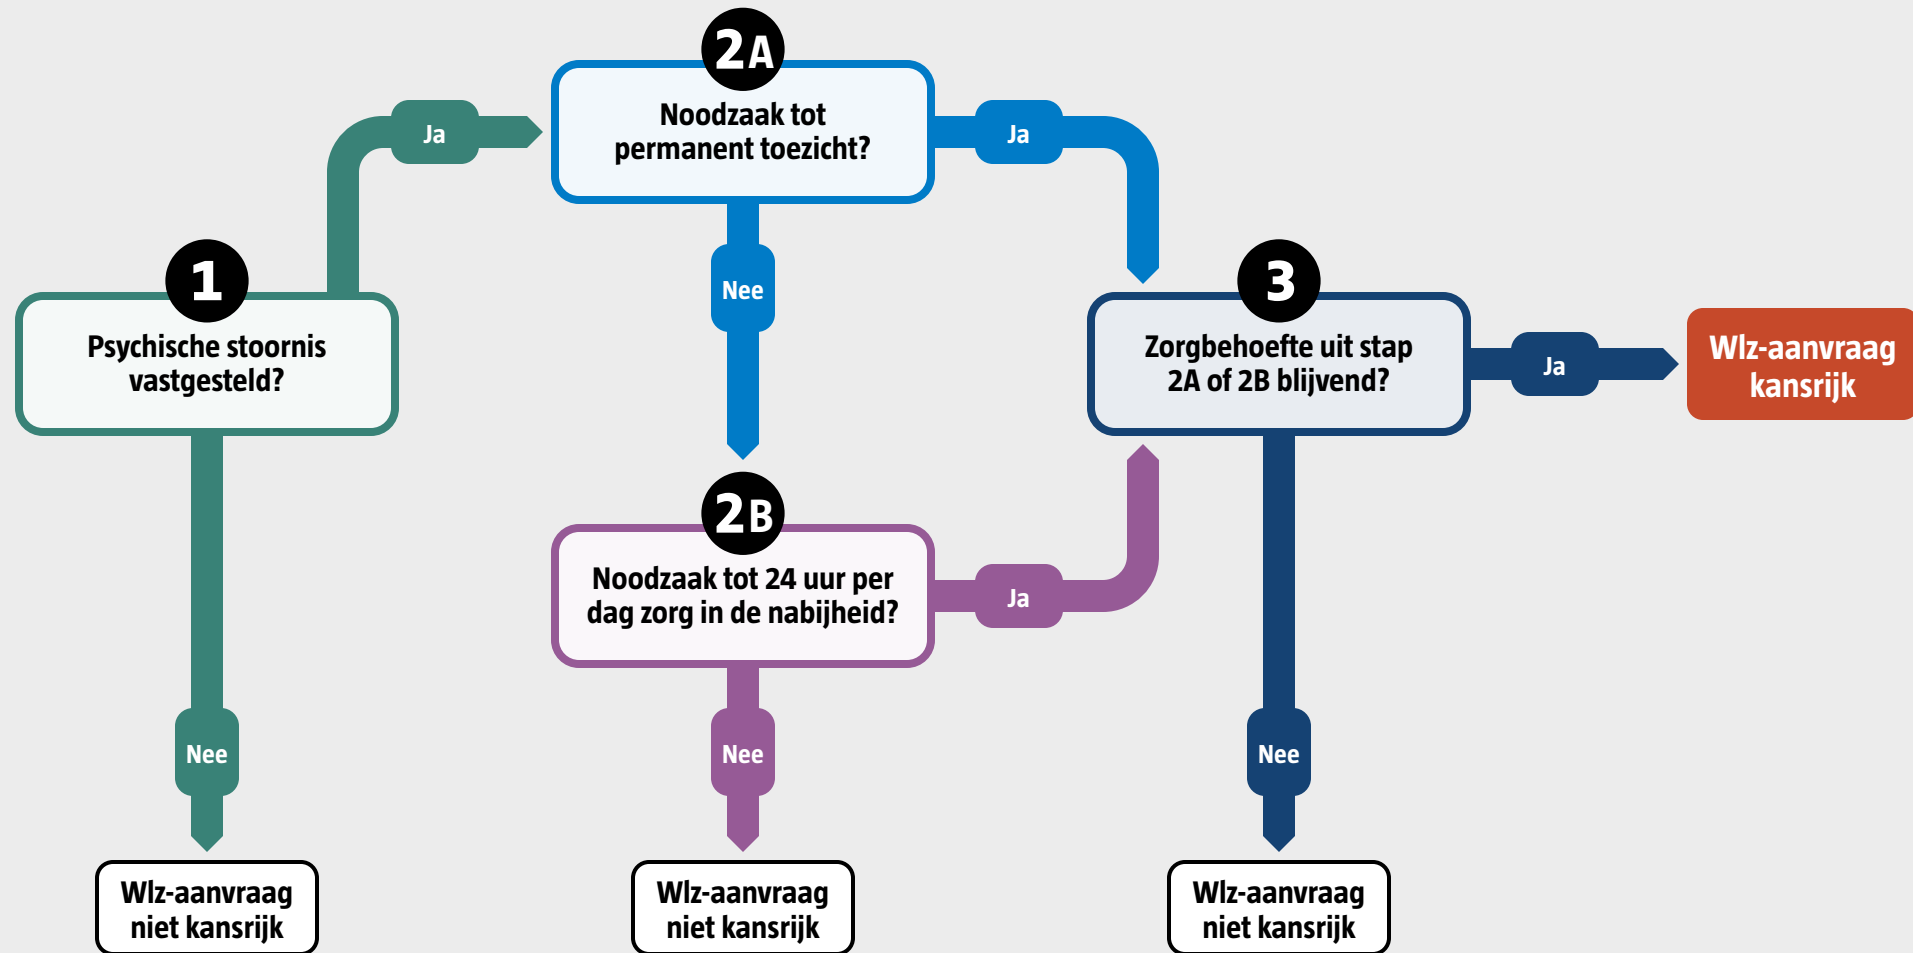 2A
Noodzaak tot
permanent toezicht?
Ja
Ja
Nee
1
Psychische stoornis
vastgesteld?
3
Zorgbehoefte uit stap
2A of 2B blijvend?
Ja
Wlz-aanvraag
kansrijk
2B
Noodzaak tot 24 uur per
dag zorg in de nabijheid?
Ja
Nee
Nee
Nee
Wlz-aanvraag
niet kansrijk
Wlz-aanvraag
niet kansrijk
Wlz-aanvraag
niet kansrijk